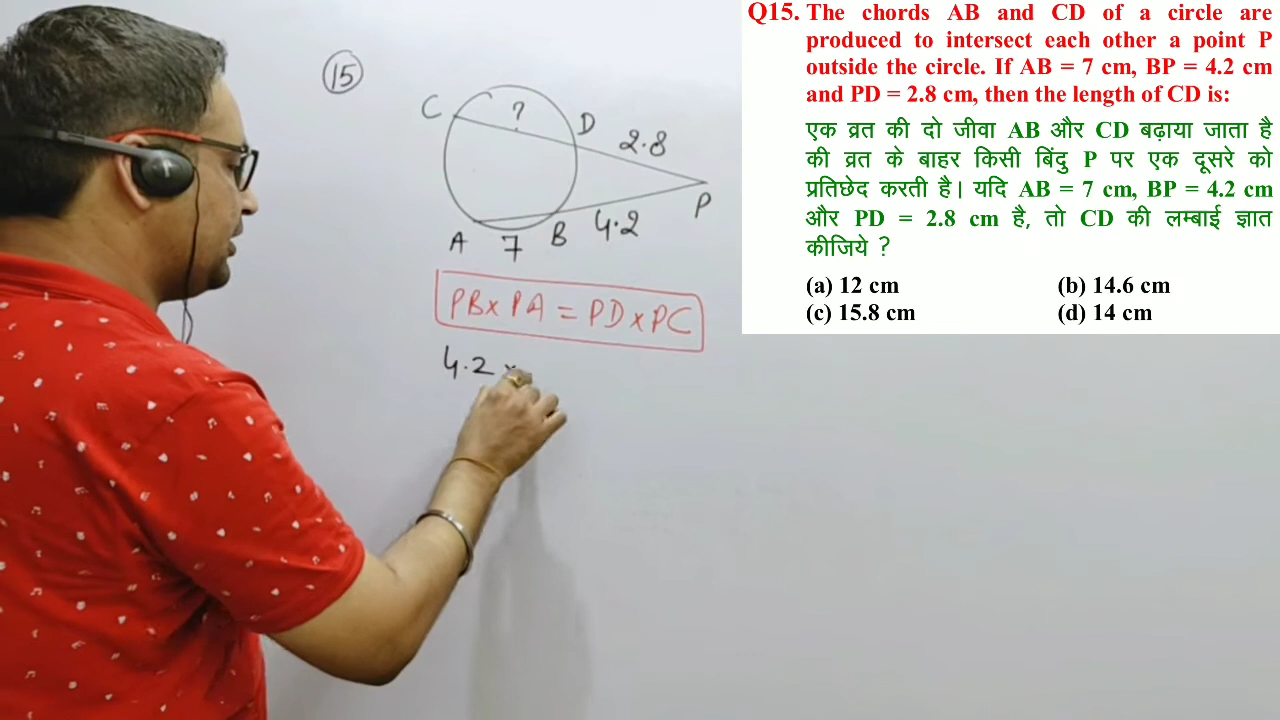 Q15. The chords AB and CD of a circle are
produced to intersect each other a point P
outside the circle. If AB = 7 cm, BP = 4.2 cm
and PD = 2.8 cm, then the length of CD is:
एक व्रत की दो जीवा AB और CD बढ़ाया जाता है
की व्रत के बाहर किसी बिंदु P पर एक दूसरे को
प्रतिछेद करती है। यदि AB = 7 cm, BP = 4.2 cm
और PD = 2.8 cm है, तो CD की लम्बाई ज्ञात
कीजिये ?
(a) 12 cm (b) 14.6 cm
(c) 15.8 cm (d) 14 cm
15
C ? D 2.8
P
A 7 B 4.2
PB x PA = PD x PC
4.2 x